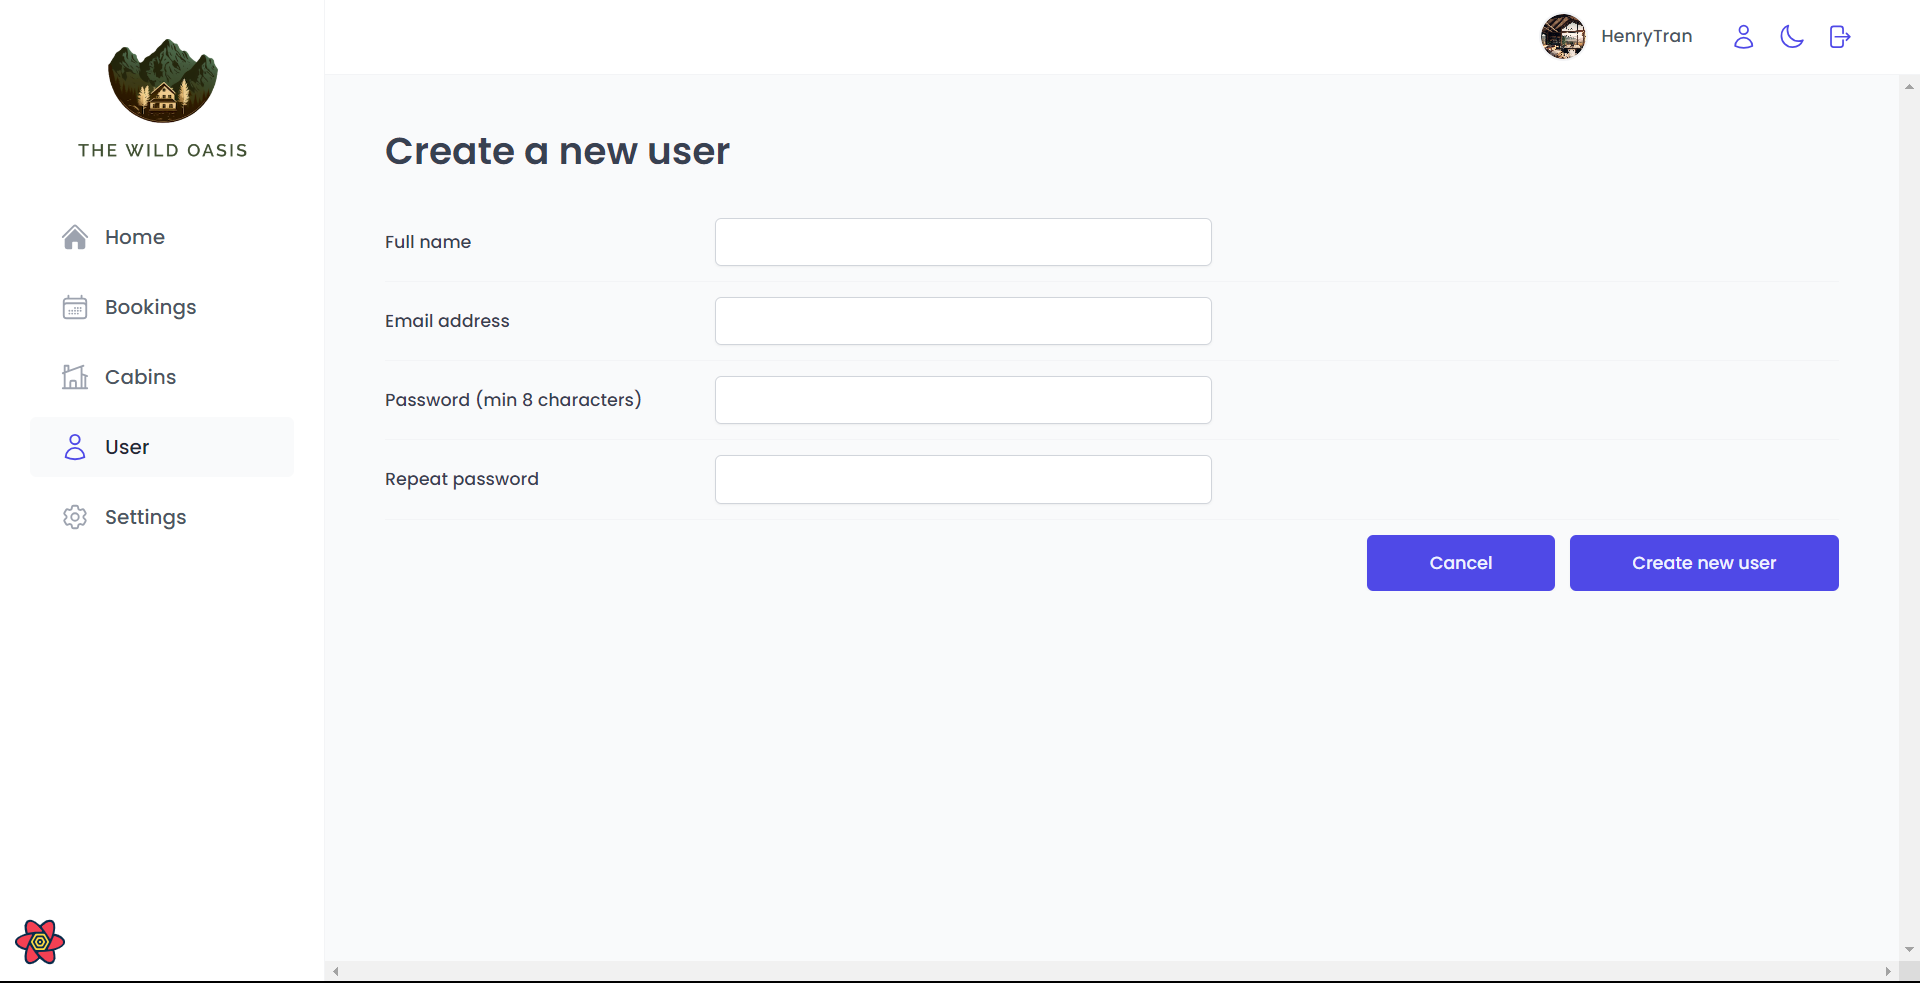 THE WILD OASIS
Home
Bookings
Cabins
User
Settings
HenryTran
Create a new user
Full name
Email address
Password (min 8 characters)
Repeat password
Cancel
Create new user